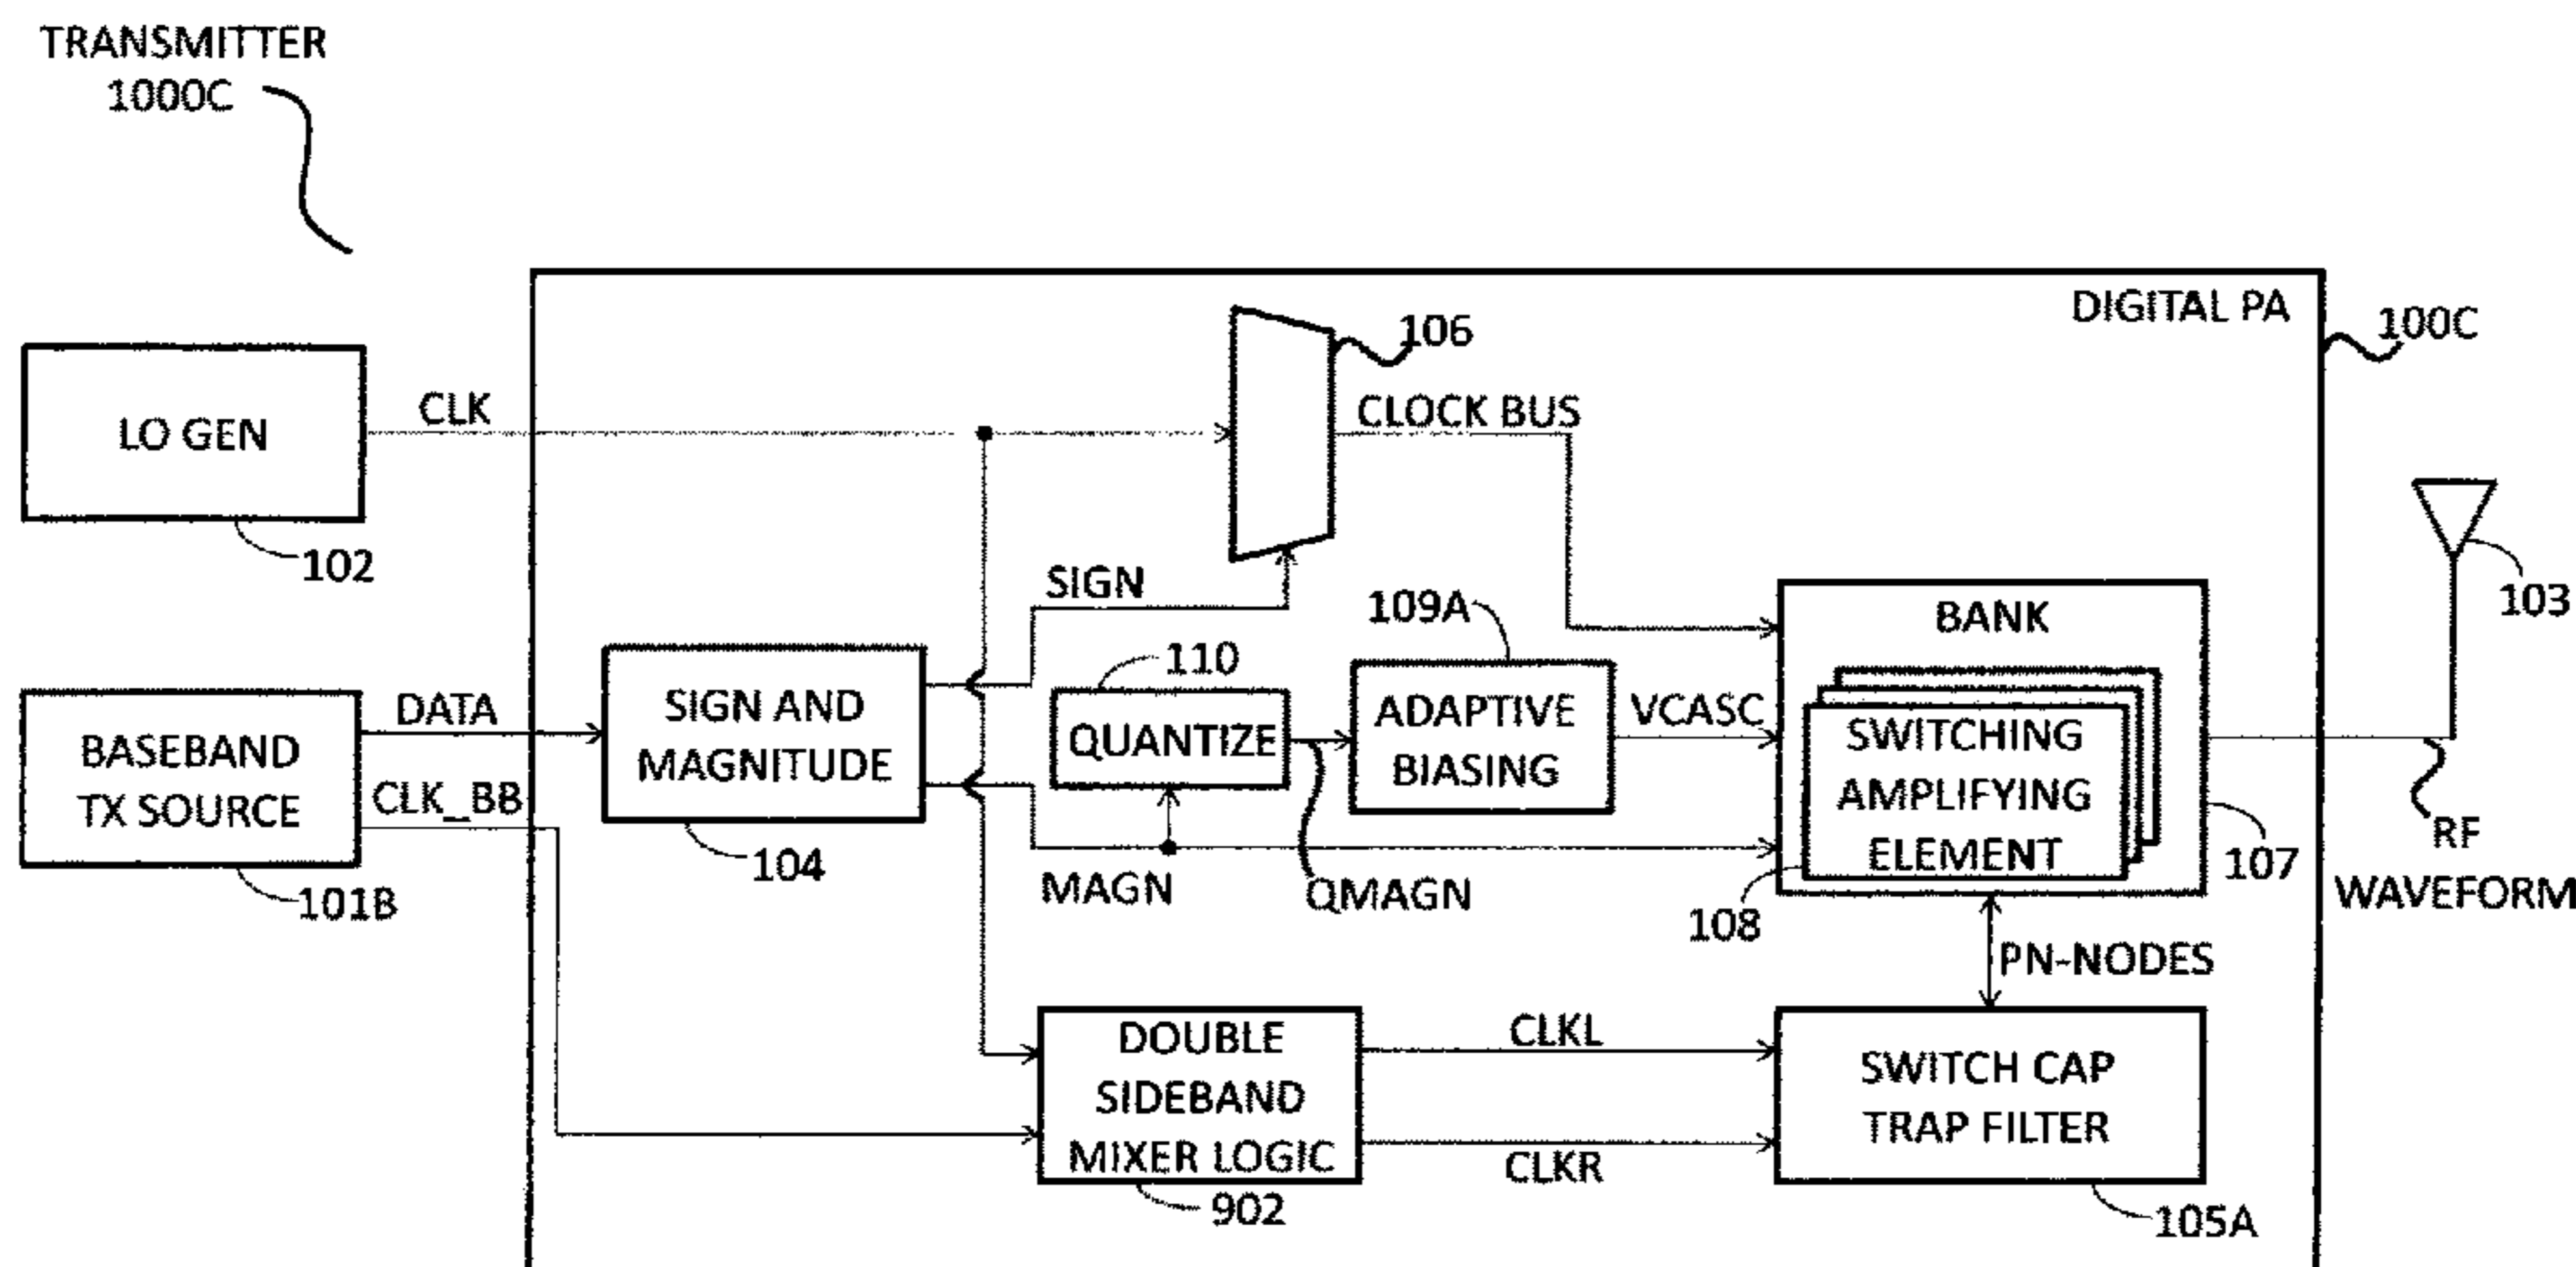 TRANSMITTER
1000C
DIGITAL PA
100C
106
CLK
CLOCK BUS
LO GEN
102
SIGN
109A
103
BANK
110
DATA
SIGN AND
MAGNITUDE
QUANTIZE
ADAPTIVE
BIASING
VCASC
SWITCHING
AMPLIFYING
ELEMENT
BASEBAND
TX SOURCE
CLK_BB
101B
104
MAGN
QMAGN
108
107
RF
WAVEFORM
PN-NODES
DOUBLE
SIDEBAND
MIXER LOGIC
CLKL
CLKR
SWITCH CAP
TRAP FILTER
902
105A